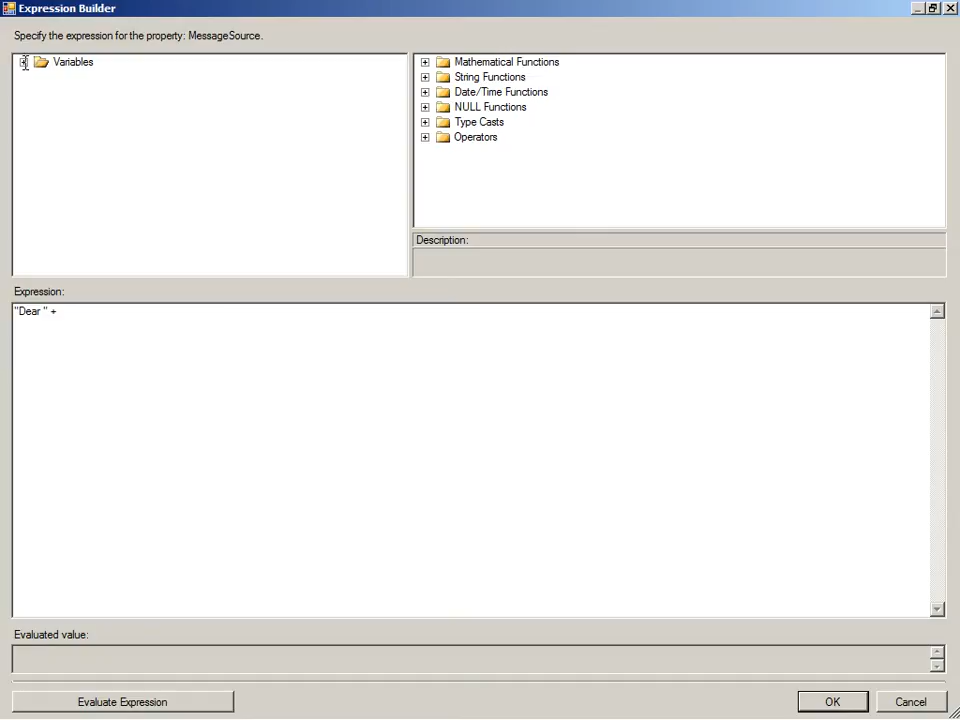 Expression Builder
Specify the expression for the property: MessageSource.
Variables
Mathematical Functions
String Functions
Date/Time Functions
NULL Functions
Type Casts
Operators
Description:
Expression:
"Dear " +
Evaluated value:
Evaluate Expression
OK
Cancel